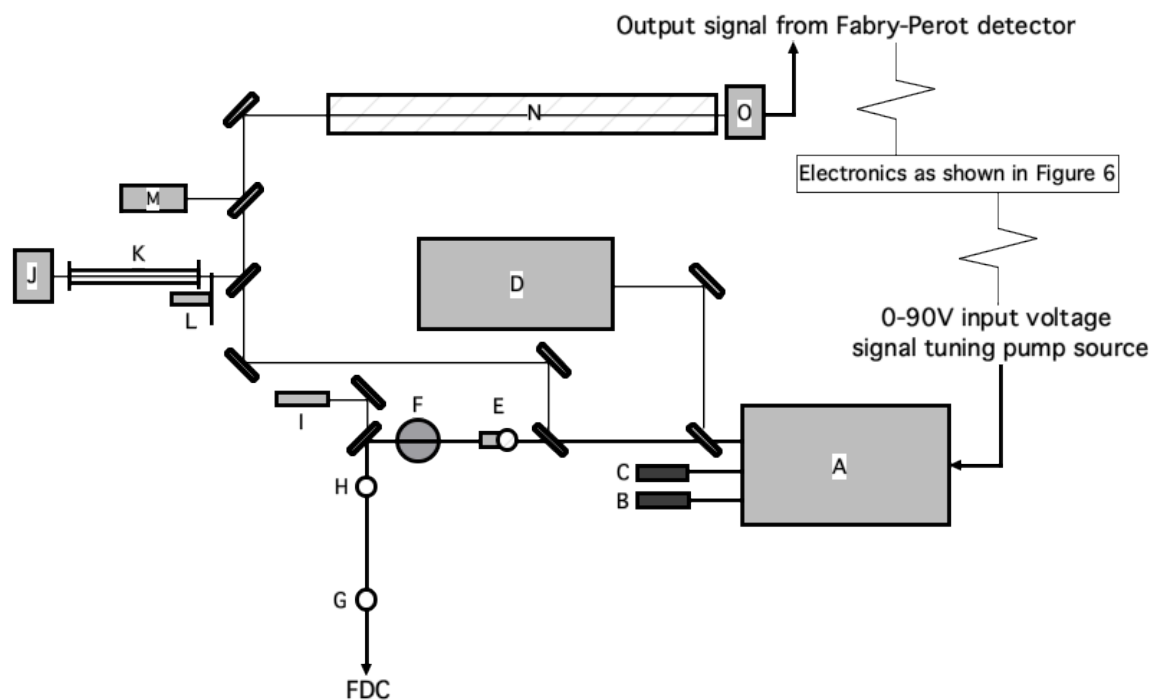 Output signal from Fabry-Perot detector
N
O
Electronics as shown in Figure 6
M
K
J
L
D
0-90V input voltage
signal tuning pump source
I
F
E
A
C
B
H
G
FDC